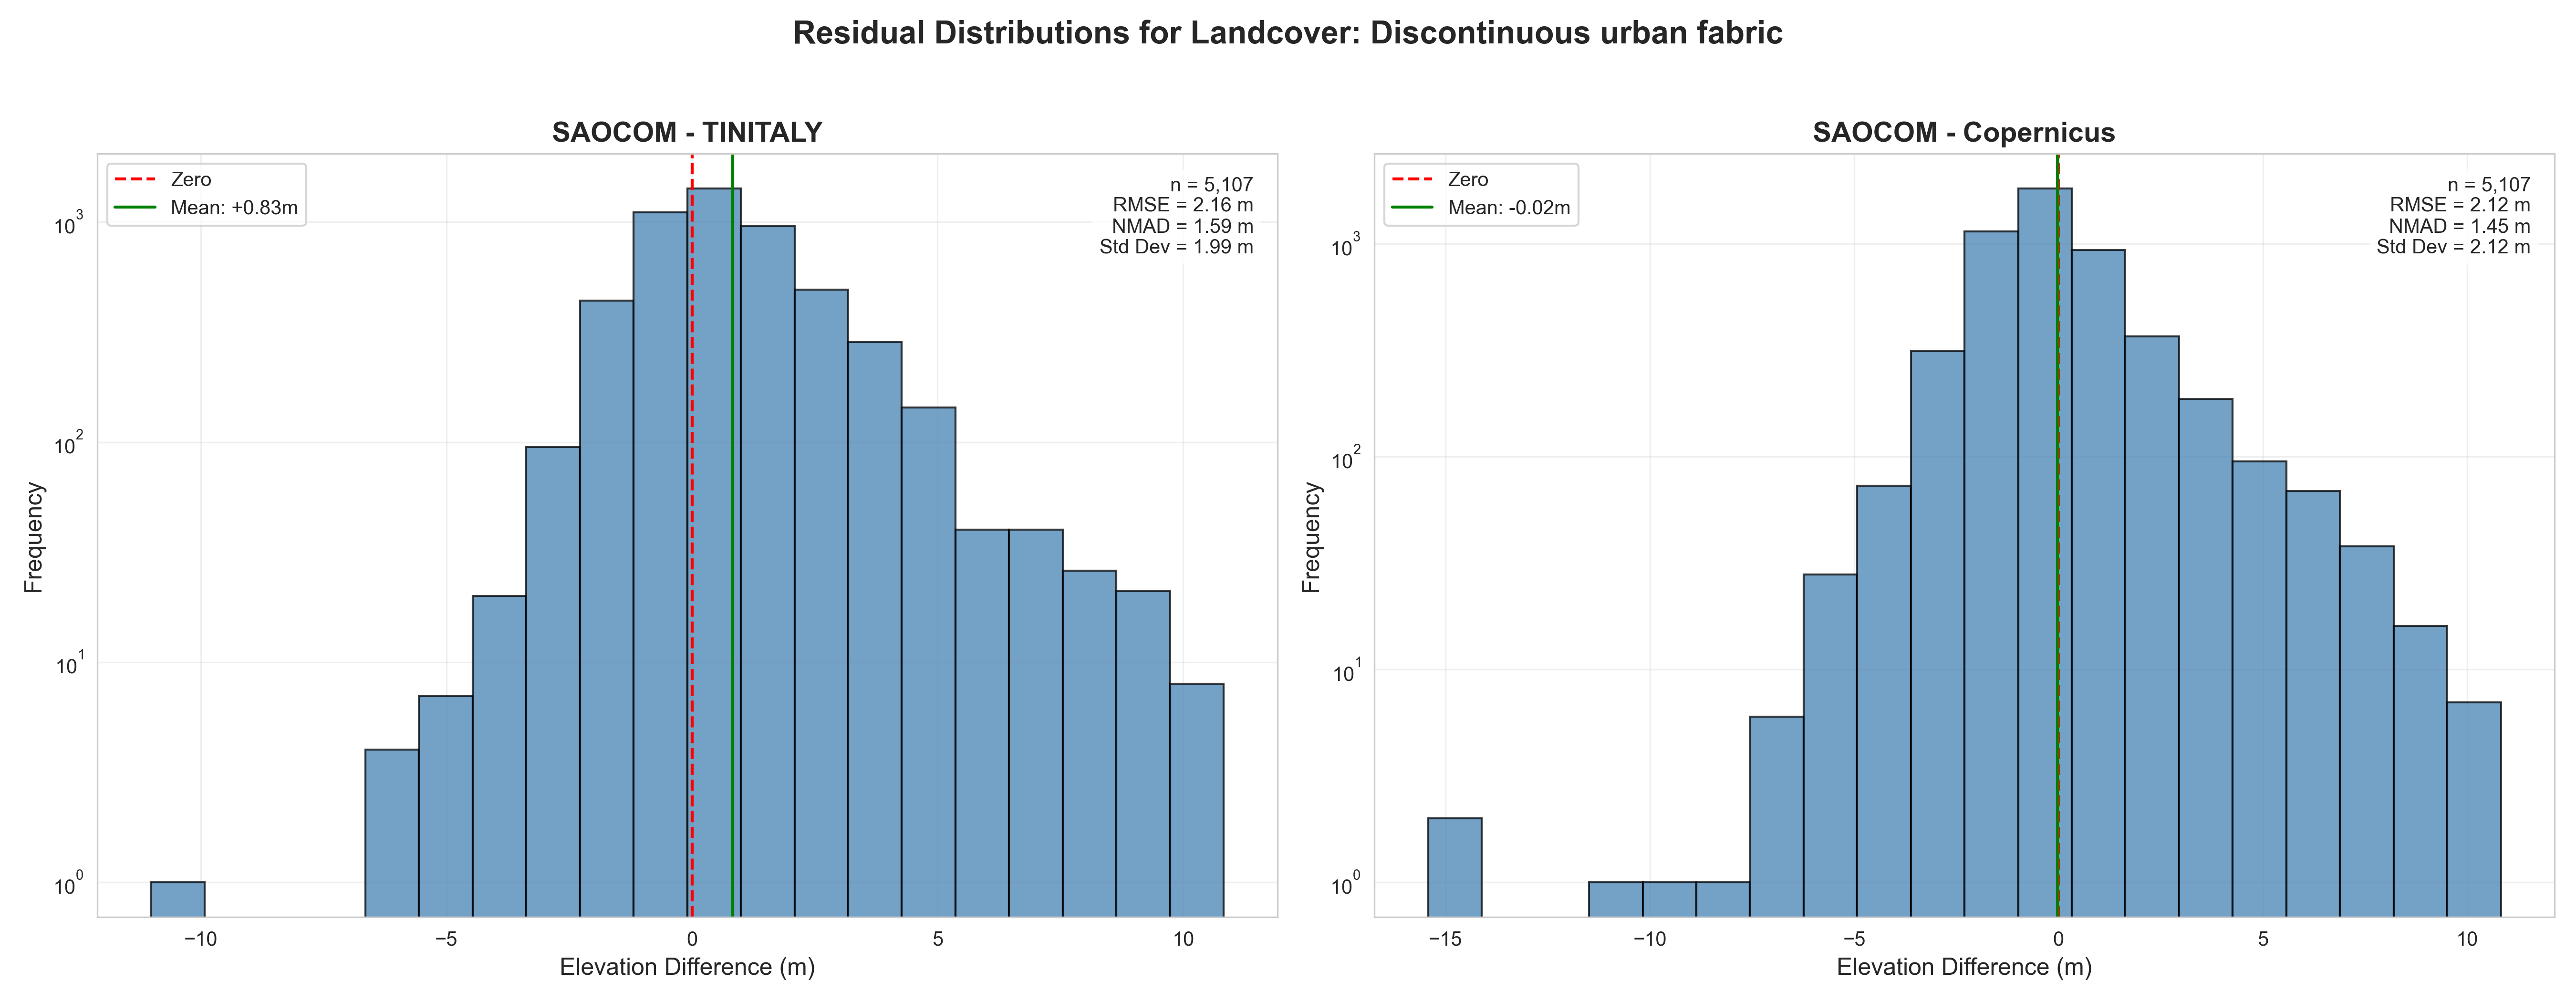 Residual Distributions for Landcover: Discontinuous urban fabric
SAOCOM - TINITALY
Zero
Mean: +0.83m
n = 5,107
RMSE = 2.16 m
NMAD = 1.59 m
Std Dev = 1.99 m
10³
10²
10¹
10⁰
Frequency
−10 −5 0 5 10
Elevation Difference (m)
SAOCOM - Copernicus
Zero
Mean: -0.02m
n = 5,107
RMSE = 2.12 m
NMAD = 1.45 m
Std Dev = 2.12 m
10³
10²
10¹
10⁰
Frequency
−15 −10 −5 0 5 10
Elevation Difference (m)